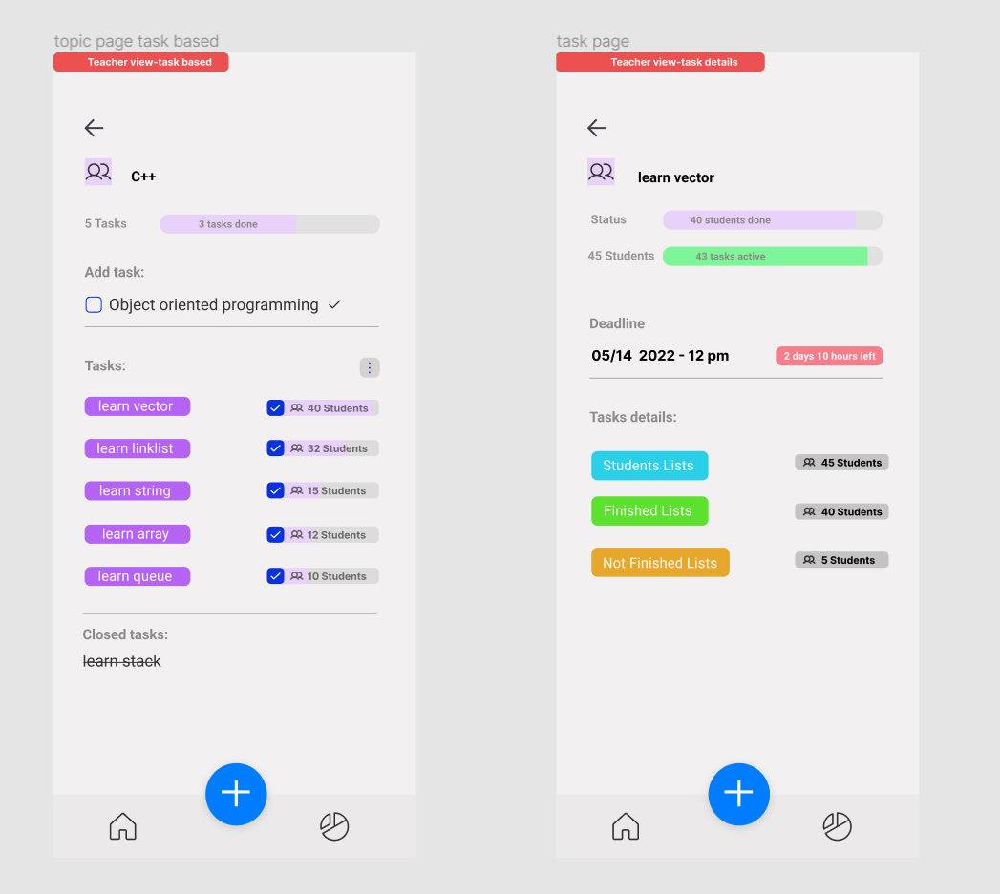 topic page task based
Teacher view-task based
C++
5 Tasks
3 tasks done
Add task:
Object oriented programming
Tasks:
learn vector
40 Students
learn linklist
32 Students
learn string
15 Students
learn array
12 Students
learn queue
10 Students
Closed tasks:
learn stack
task page
Teacher view-task details
learn vector
Status
40 students done
45 Students
43 tasks active
Deadline
05/14 2022 - 12 pm
2 days 10 hours left
Tasks details:
Students Lists
45 Students
Finished Lists
40 Students
Not Finished Lists
5 Students